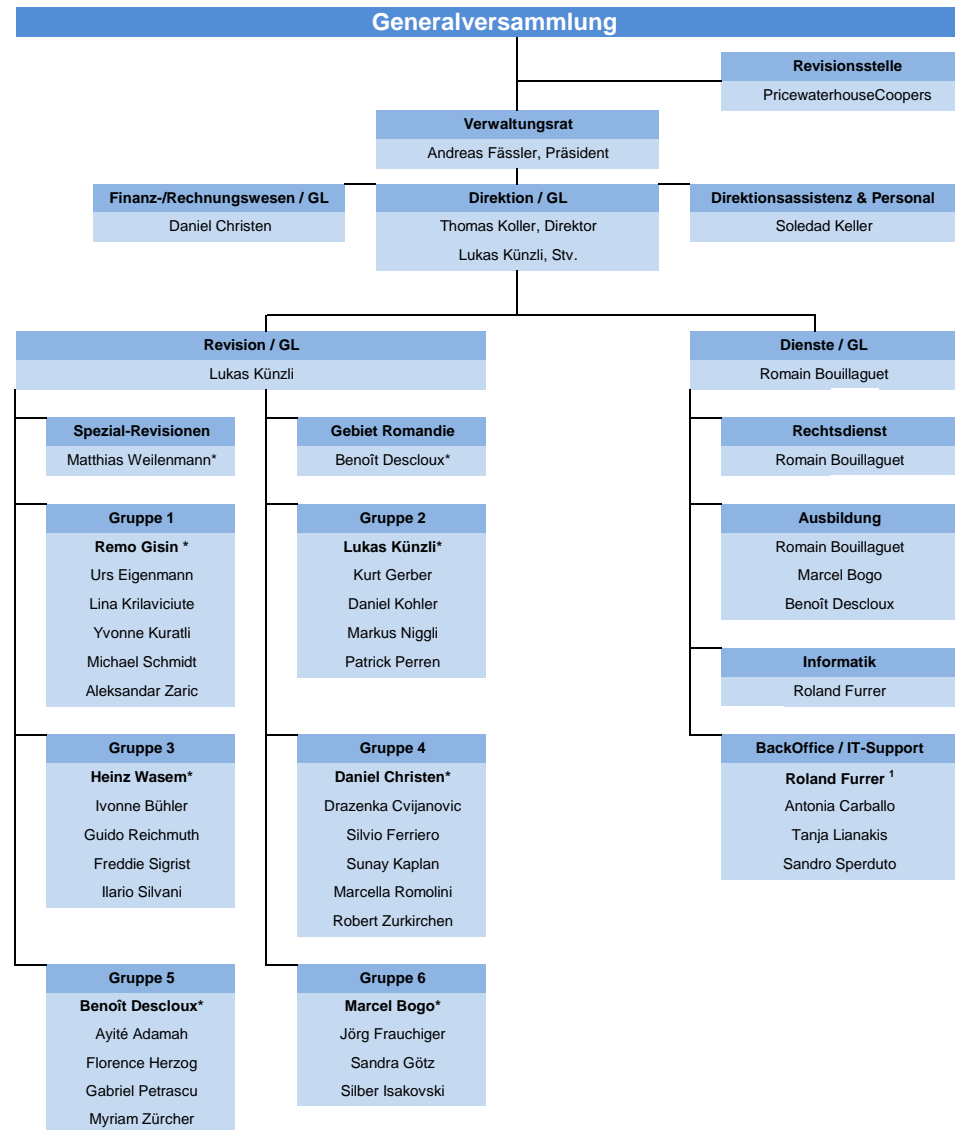 Generalversammlung
Revisionsstelle
PricewaterhouseCoopers
Verwaltungsrat
Andreas Fässler, Präsident
Finanz-/Rechnungswesen / GL
Daniel Christen
Direktion / GL
Thomas Koller, Direktor
Lukas Künzli, Stv.
Direktionsassistenz & Personal
Soledad Keller
Revision / GL
Lukas Künzli
Dienste / GL
Romain Bouillaguet
Spezial-Revisionen
Matthias Weilenmann*
Gebiet Romandie
Benoît Descloux*
Rechtsdienst
Romain Bouillaguet
Gruppe 1
Remo Gisin *
Urs Eigenmann
Lina Krilaviciute
Yvonne Kuratli
Michael Schmidt
Aleksandar Zaric
Gruppe 2
Lukas Künzli*
Kurt Gerber
Daniel Kohler
Markus Niggli
Patrick Perren
Ausbildung
Romain Bouillaguet
Marcel Bogo
Benoît Descloux
Informatik
Roland Furrer
Gruppe 3
Heinz Wasem*
Ivonne Bühler
Guido Reichmuth
Freddie Sigrist
Ilario Silvani
Gruppe 4
Daniel Christen*
Drazenka Cvijanovic
Silvio Ferriero
Sunay Kaplan
Marcella Romolini
Robert Zurkirchen
BackOffice / IT-Support
Roland Furrer ¹
Antonia Carballo
Tanja Lianakis
Sandro Sperduto
Gruppe 5
Benoît Descloux*
Ayité Adamah
Florence Herzog
Gabriel Petrascu
Myriam Zürcher
Gruppe 6
Marcel Bogo*
Jörg Frauchiger
Sandra Götz
Silber Isakovski